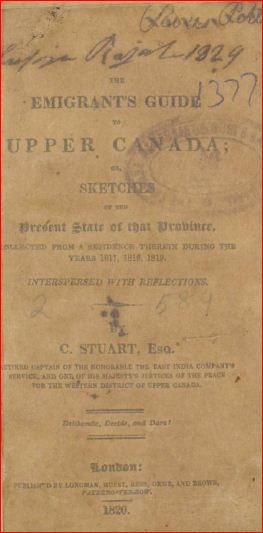 1829
1377
THE
EMIGRANT'S GUIDE
TO
UPPER CANADA;
OR,
SKETCHES
OF THE
Present State of that Province,
COLLECTED FROM A RESIDENCE THEREIN DURING THE
YEARS 1817, 1818, 1819.
INTERSPERSED WITH REFLECTIONS.
2 584
BY
C. STUART, ESQ.
RETIRED CAPTAIN OF THE HONORABLE THE EAST INDIA COMPANY'S
SERVICE, AND ONE OF HIS MAJESTY'S JUSTICES OF THE PEACE
FOR THE WESTERN DISTRICT OF UPPER CANADA.
Deliberate, Decide, and Dare!
London:
PUBLISHED BY LONGMAN, HURST, REES, ORME, AND BROWN,
PATERNOSTER-ROW.
1820.